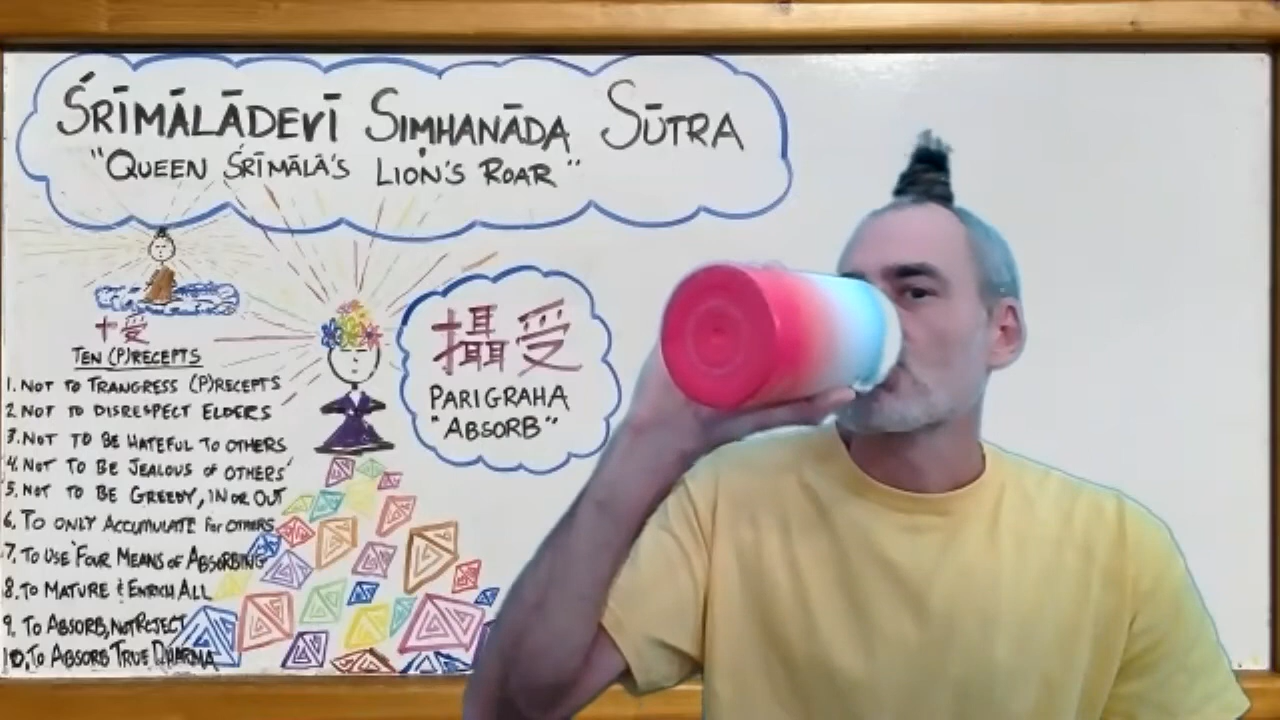 ŚRĪMĀLĀDEVĪ SIṂHANĀDA SŪTRA
"QUEEN ŚRĪMĀLĀ'S LION'S ROAR"
十受
TEN (P)RECEPTS
1. NOT TO TRANGRESS (P)RECEPTS
2. NOT TO DISRESPECT ELDERS
3. NOT TO BE HATEFUL TO OTHERS
4. NOT TO BE JEALOUS OF OTHERS'
5. NOT TO BE GREEDY, IN OR OUT
6. TO ONLY ACCUMULATE FOR OTHERS
7. TO USE 'FOUR MEANS OF ABSORBING'
8. TO MATURE & ENRICH ALL
9. TO ABSORB, NOT REJECT
10. TO ABSORB TRUE DHARMA
攝受
PARIGRAHA
"ABSORB"